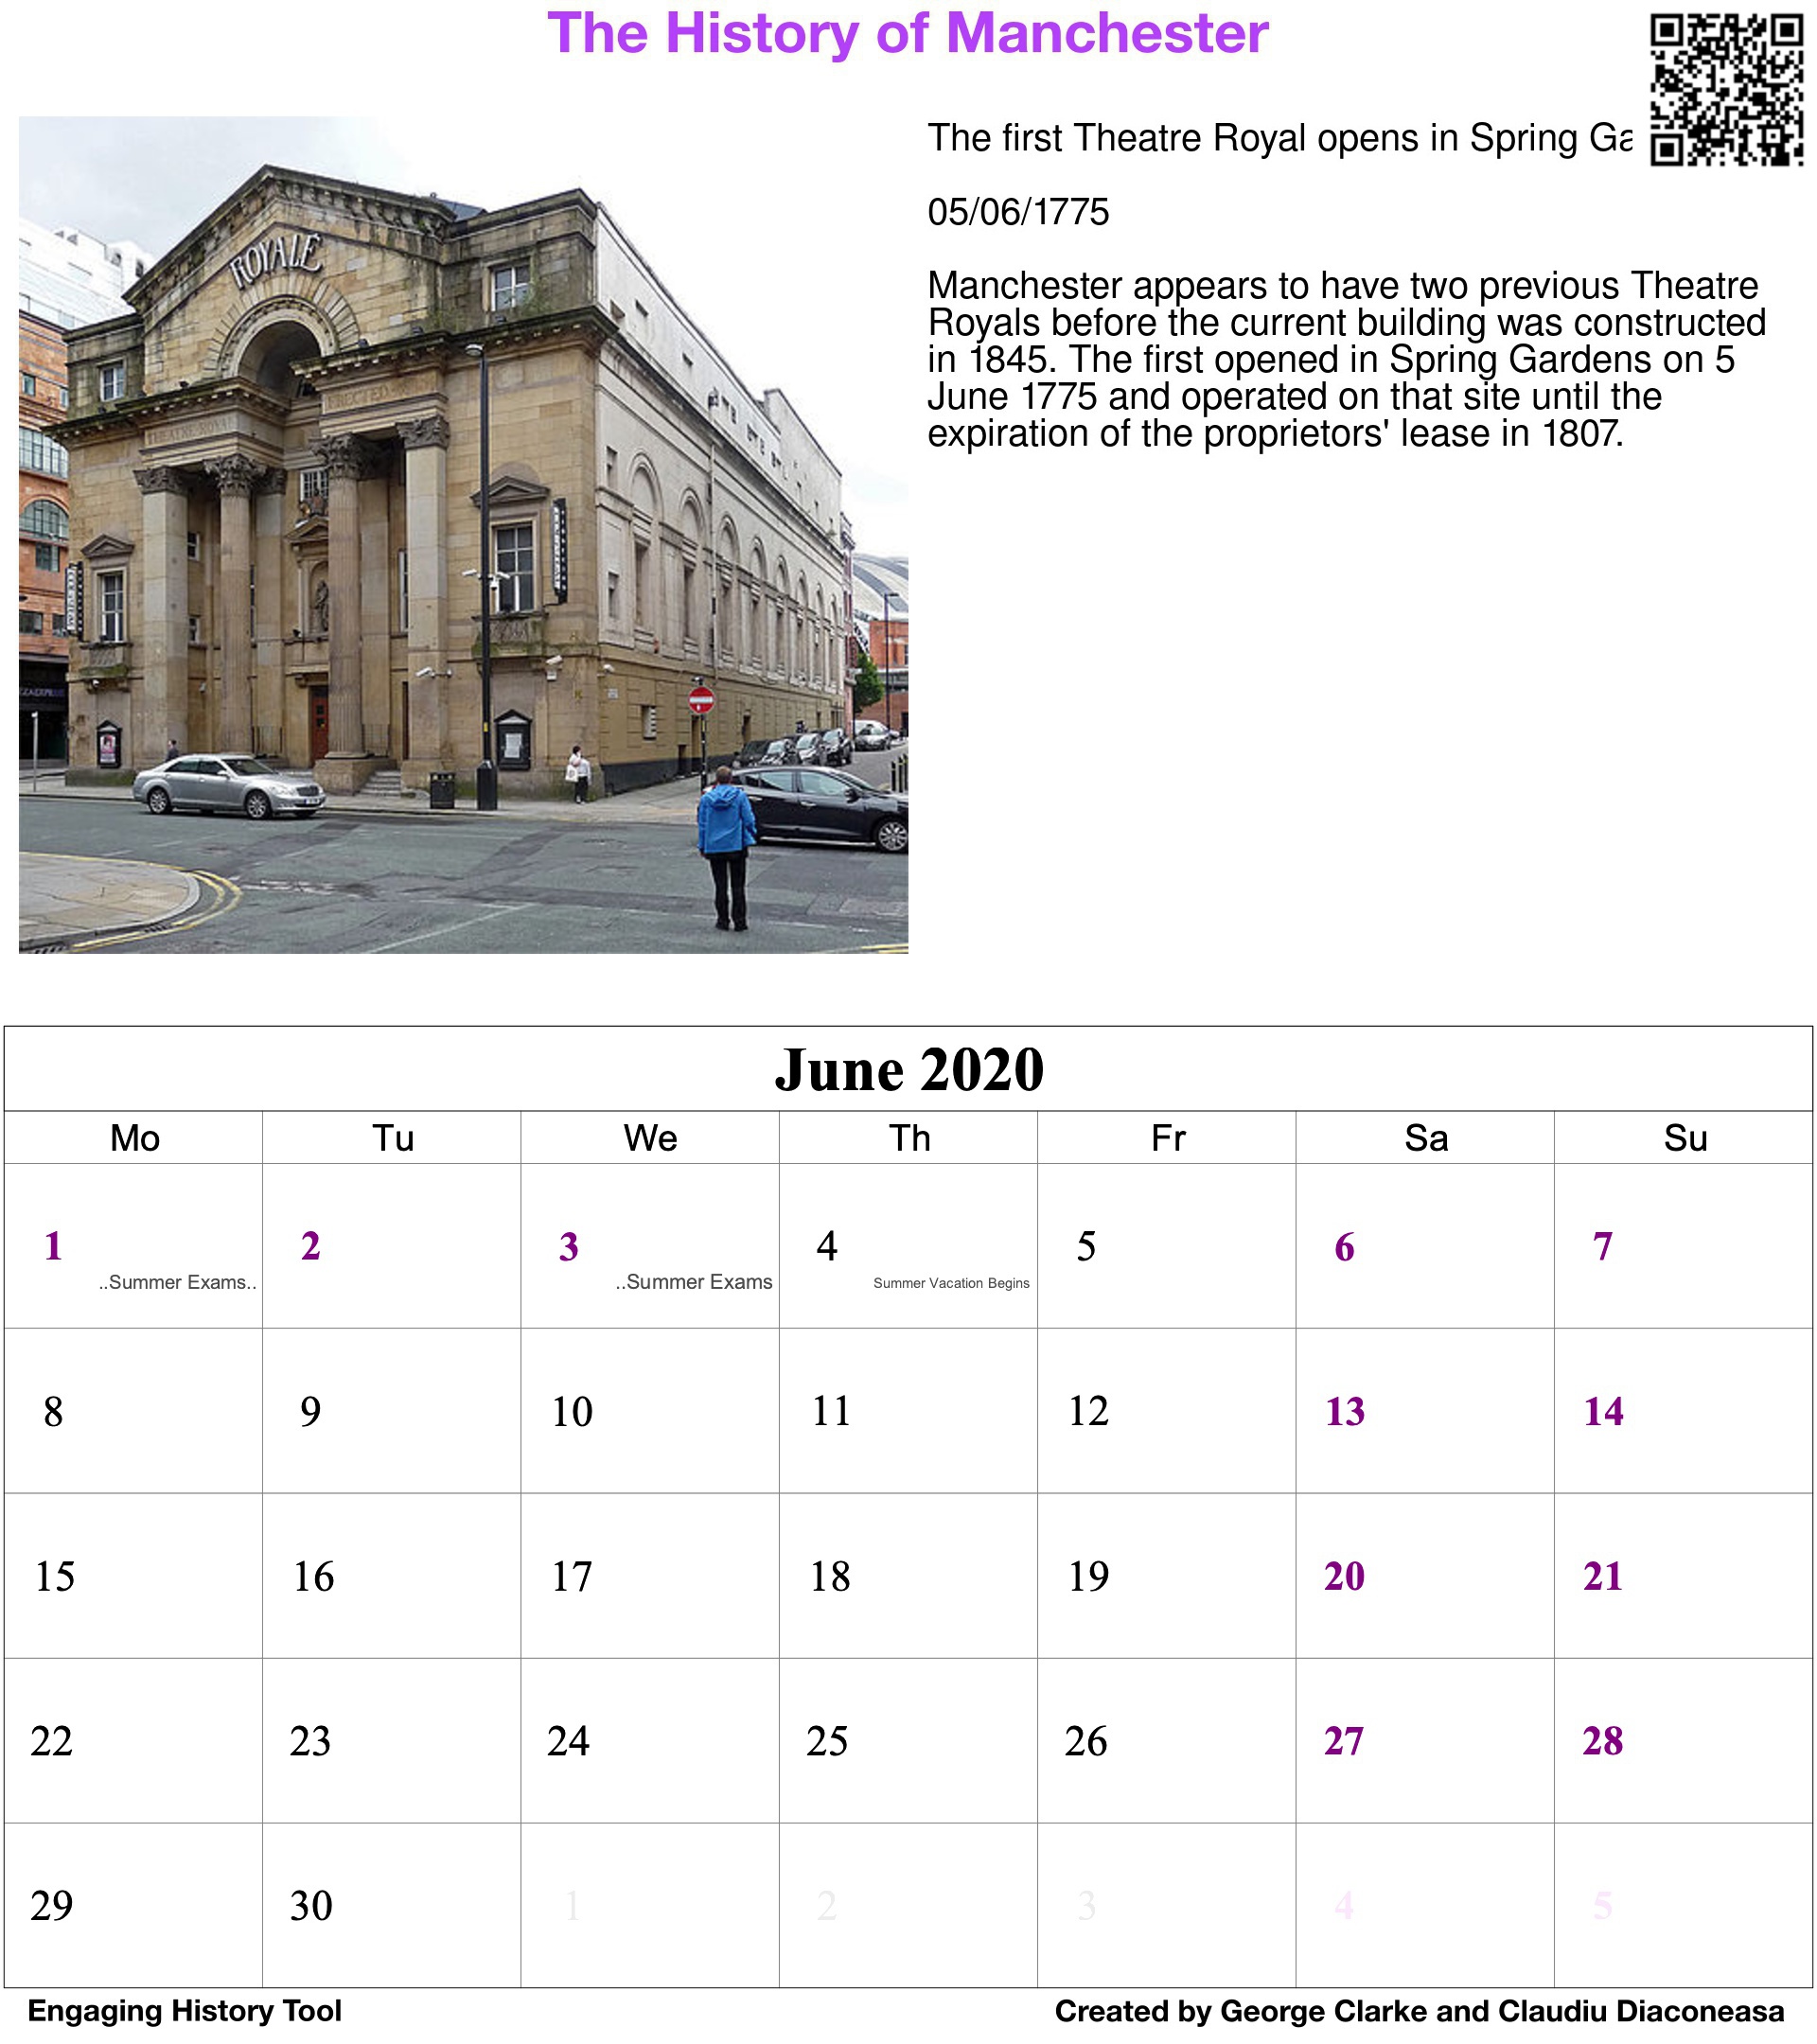 The History of Manchester
The first Theatre Royal opens in Spring Ga
05/06/1775
Manchester appears to have two previous Theatre
Royals before the current building was constructed
in 1845. The first opened in Spring Gardens on 5
June 1775 and operated on that site until the
expiration of the proprietors' lease in 1807.
ROYALE
THEATRE ROYAL
ERECTED
June 2020
Mo Tu We Th Fr Sa Su
1 2 3 4 5 6 7
..Summer Exams.. ..Summer Exams Summer Vacation Begins
8 9 10 11 12 13 14
15 16 17 18 19 20 21
22 23 24 25 26 27 28
29 30 1 2 3 4 5
Engaging History Tool
Created by George Clarke and Claudiu Diaconeasa